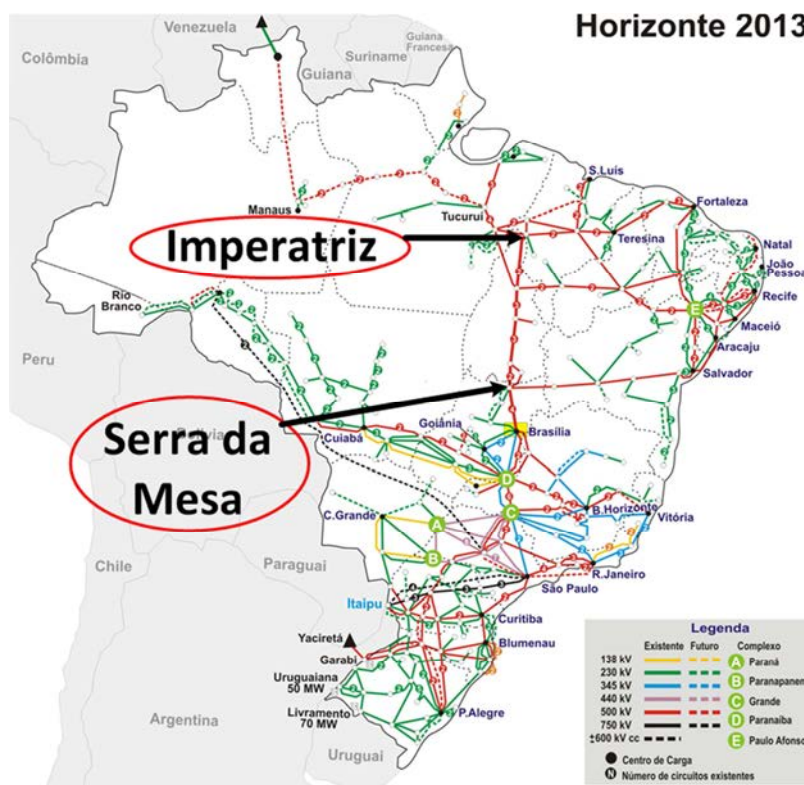 Horizonte 2013
Venezuela
Guiana
Francesa
Colômbia
Suriname
Guiana
S.Luís
Manaus
Tucuruí
Fortaleza
Imperatriz
Teresina
Natal
João
Pessoa
Rio
Branco
Recife
E
Maceió
Aracaju
Peru
Salvador
Bolívia
Serra da
Mesa
Goiânia
Brasília
Cuiabá
D
C.Grande
A
C
B.Horizonte
Vitória
Chile
B
Paraguai
R.Janeiro
Itaipu
São Paulo
Curitiba
Yaciretá
Blumenau
Garabi
Uruguaiana
50 MW
Livramento
70 MW
P.Alegre
Argentina
Uruguai
Legenda
Existente Futuro Complexo
138 kV A Paraná
230 kV
345 kV B Paranapanem
440 kV C Grande
500 kV D Paranaíba
750 kV
±600 kV cc E Paulo Afonso
Centro de Carga
N Número de circuitos existentes